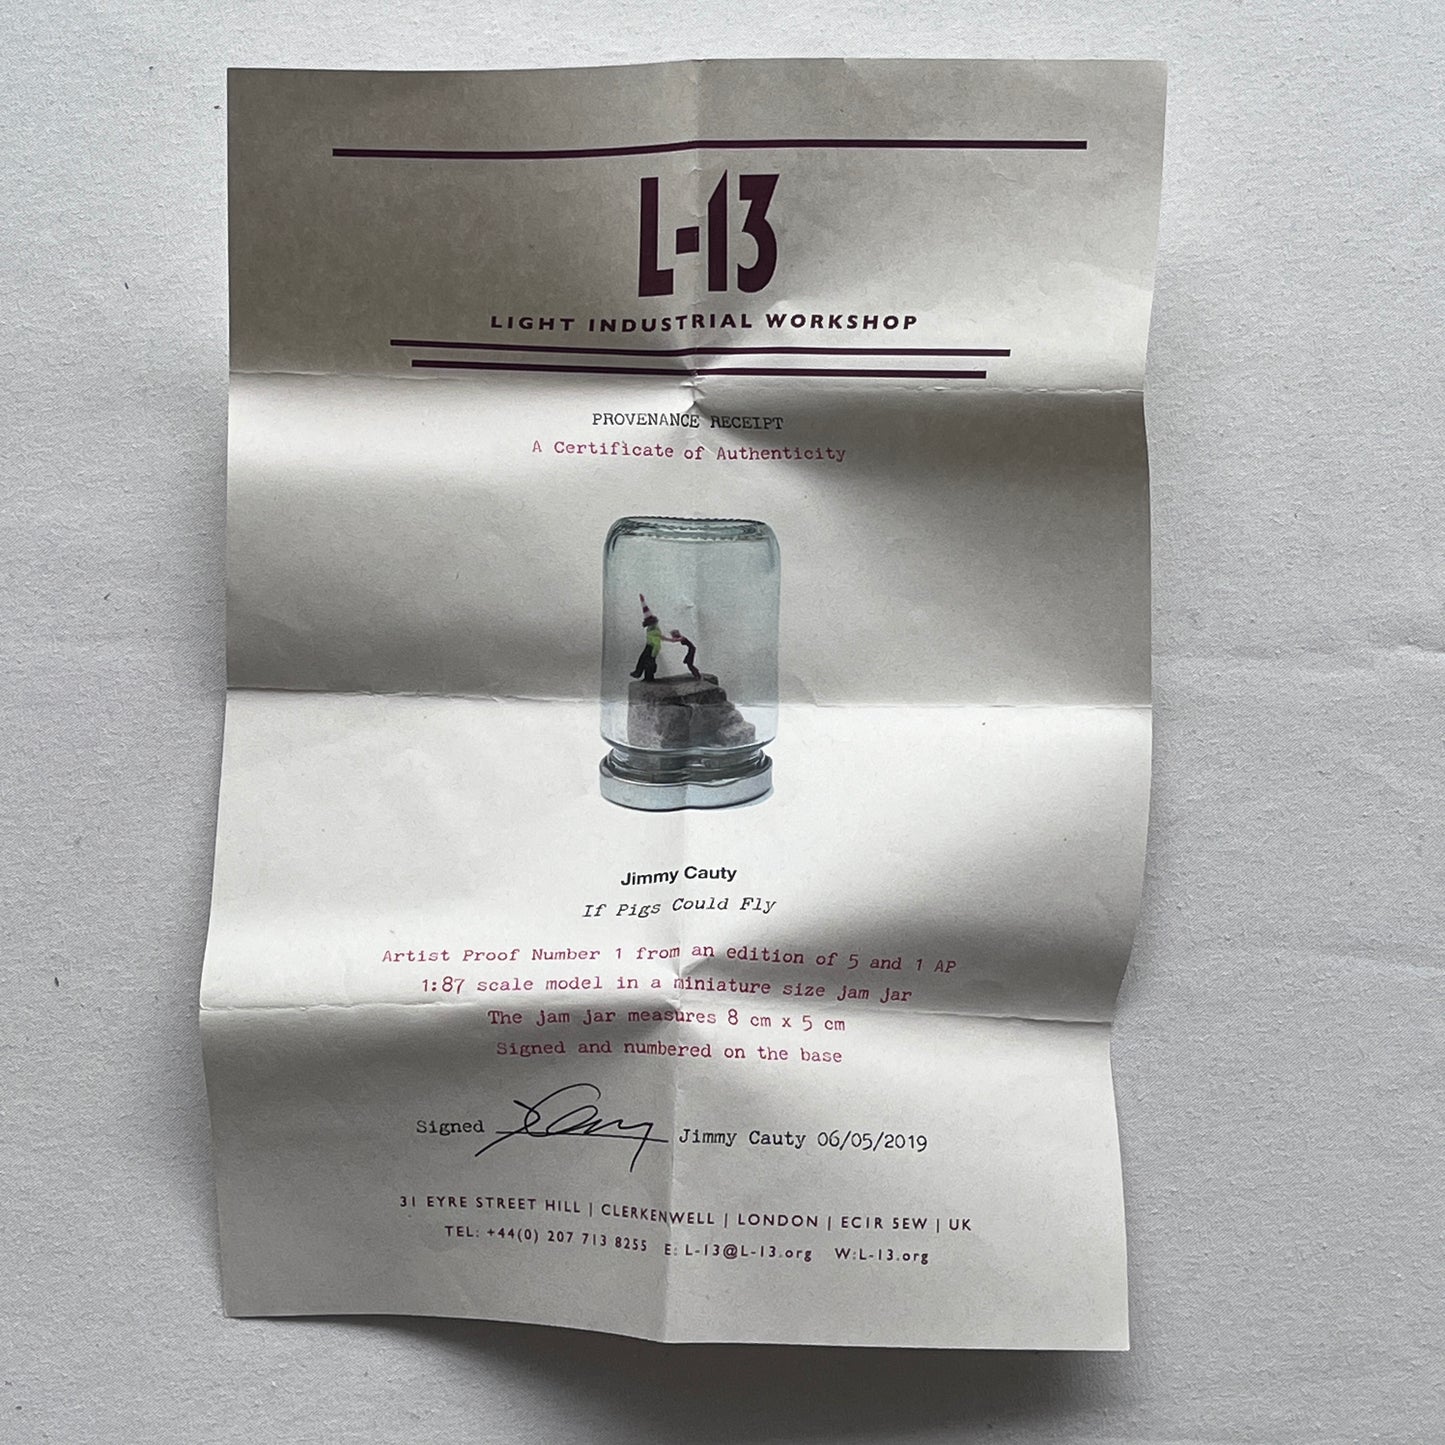 L-13
LIGHT INDUSTRIAL WORKSHOP
PROVENANCE RECEIPT
A Certificate of Authenticity
Jimmy Cauty
If Pigs Could Fly
Artist Proof Number 1 from an edition of 5 and 1 AP
1:87 scale model in a miniature size jam jar
The jam jar measures 8 cm x 5 cm
Signed and numbered on the base
Signed Jimmy Cauty 06/05/2019
31 EYRE STREET HILL | CLERKENWELL | LONDON | EC1R 5EW | UK
TEL: +44(0) 207 713 8255 E: L-13@L-13.org W:L-13.org